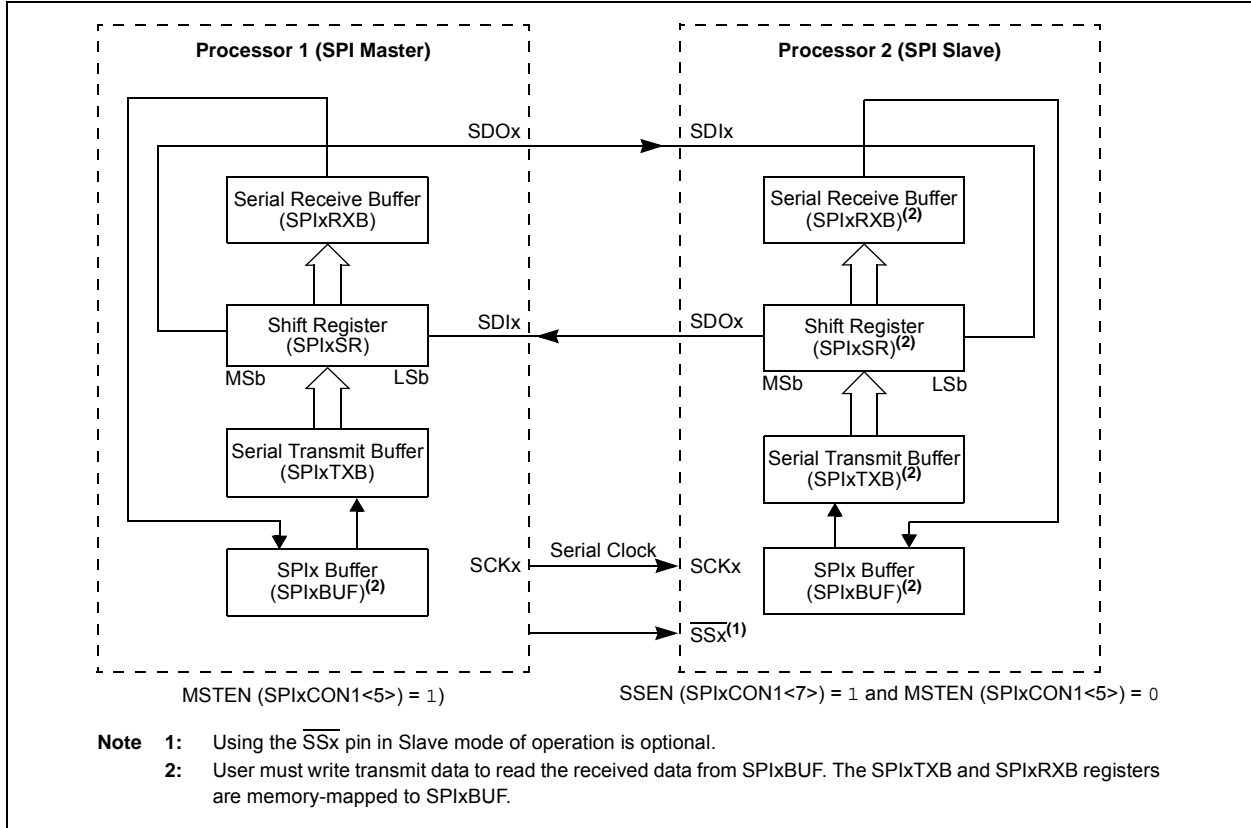 Processor 1 (SPI Master)
Processor 2 (SPI Slave)
SDOx
SDIx
Serial Receive Buffer
(SPIxRXB)
Serial Receive Buffer
(SPIxRXB)(2)
Shift Register
(SPIxSR)
MSb
LSb
SDIx
SDOx
Shift Register
(SPIxSR)(2)
MSb
LSb
Serial Transmit Buffer
(SPIxTXB)
Serial Transmit Buffer
(SPIxTXB)(2)
SPIx Buffer
(SPIxBUF)(2)
SCKx
Serial Clock
SCKx
SPIx Buffer
(SPIxBUF)(2)
SSx(1)
MSTEN (SPIxCON1<5>) = 1)
SSEN (SPIxCON1<7>) = 1 and MSTEN (SPIxCON1<5>) = 0
Note 1: Using the SSx pin in Slave mode of operation is optional.
2: User must write transmit data to read the received data from SPIxBUF. The SPIxTXB and SPIxRXB registers
are memory-mapped to SPIxBUF.